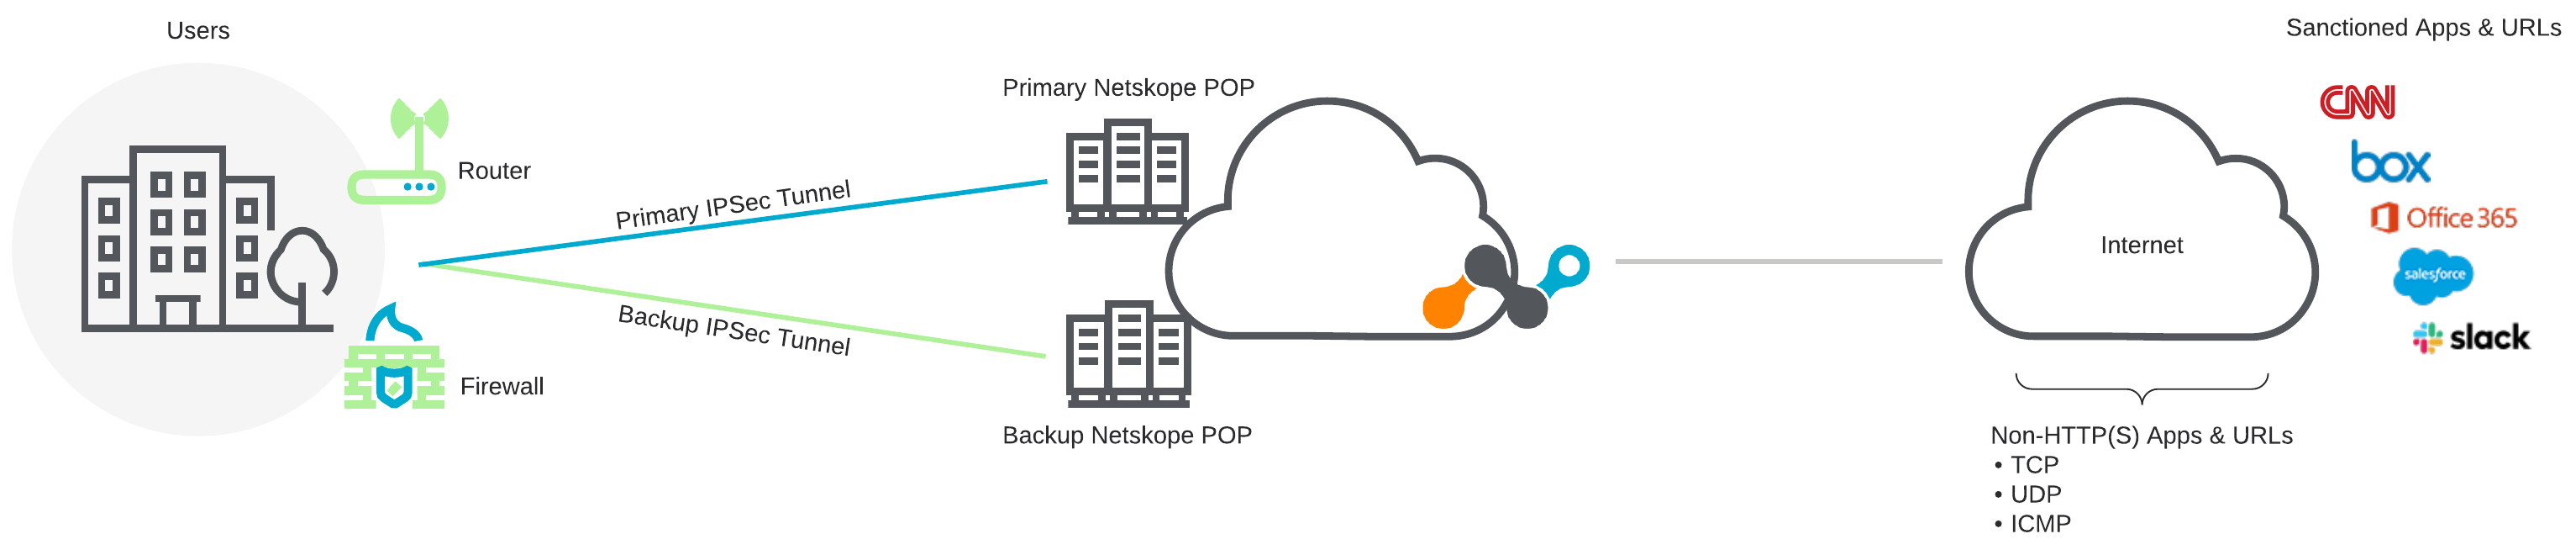 Users
Router
Firewall
Primary IPSec Tunnel
Backup IPSec Tunnel
Primary Netskope POP
Backup Netskope POP
Internet
Non-HTTP(S) Apps & URLs
• TCP
• UDP
• ICMP
Sanctioned Apps & URLs
CNN
box
Office 365
salesforce
slack